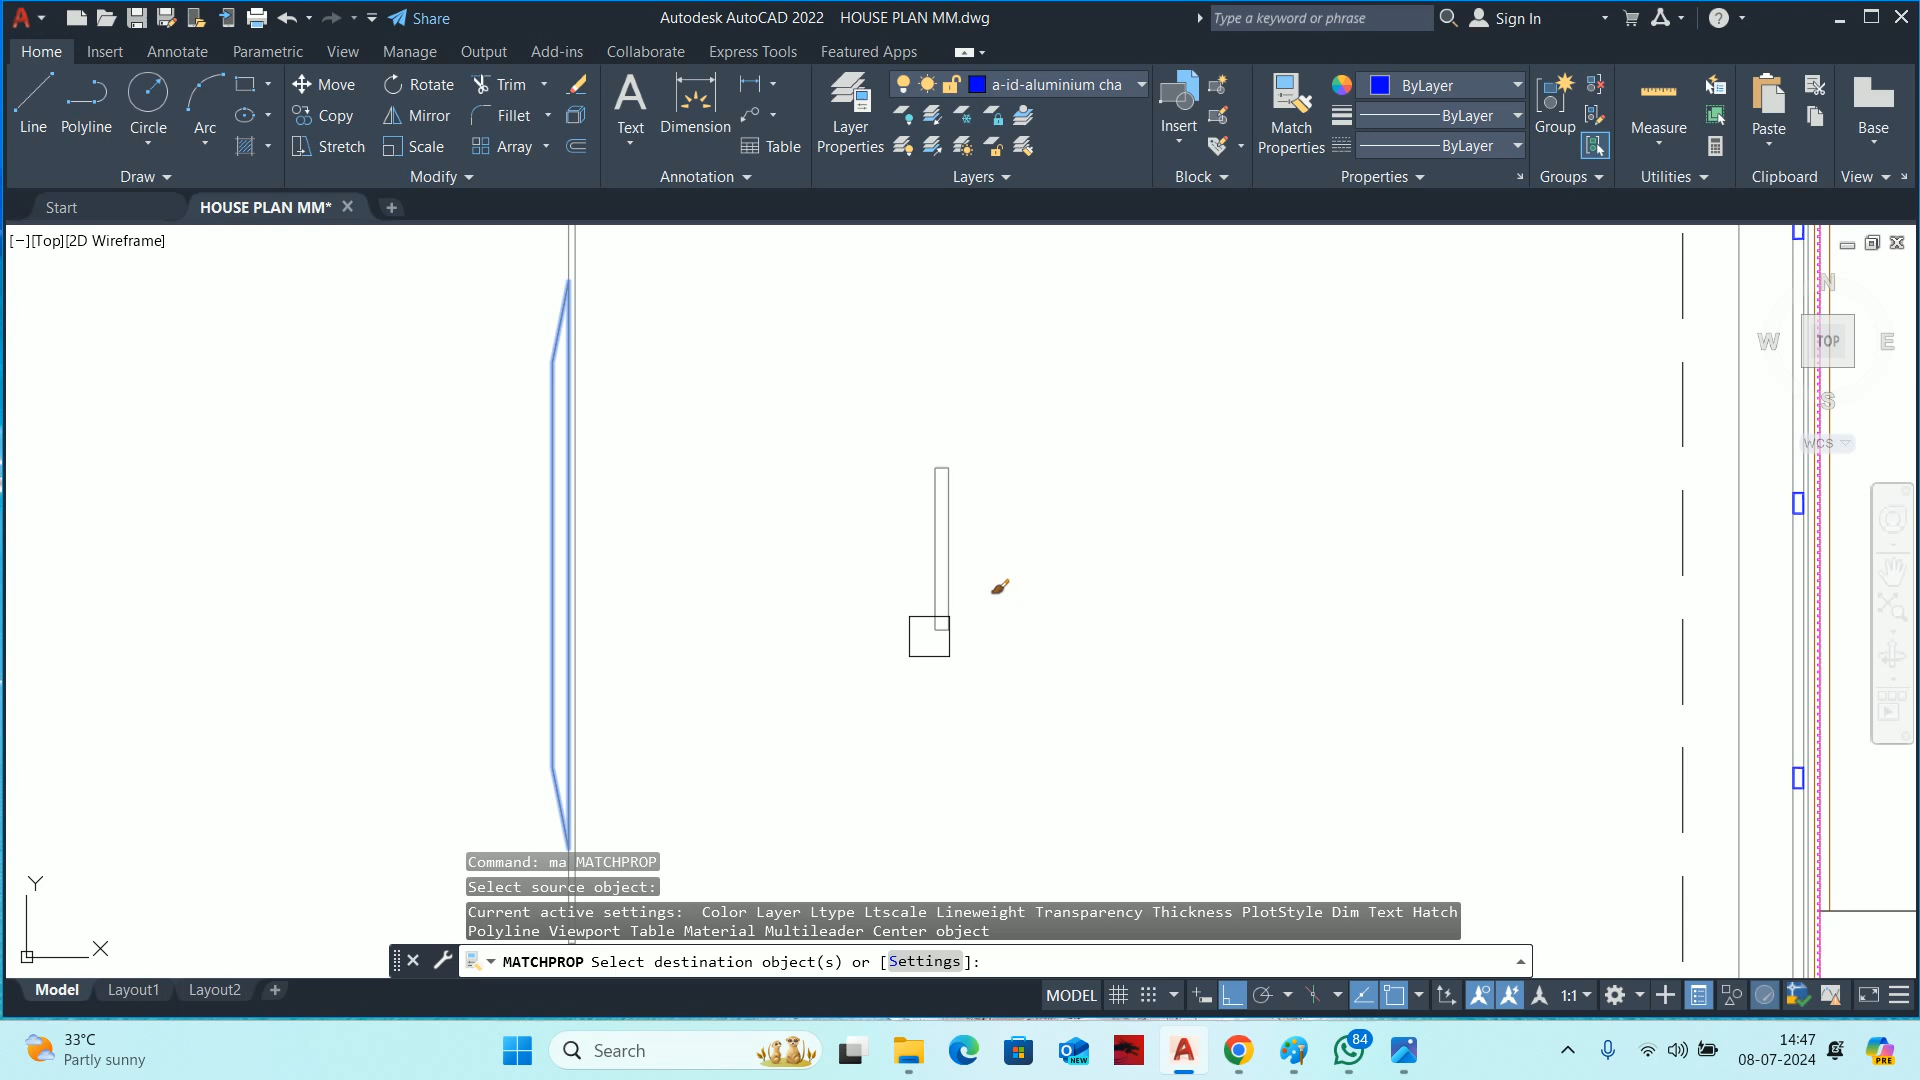 Share
Autodesk AutoCAD 2022 HOUSE PLAN MM.dwg
Type a keyword or phrase
Sign In
Home Insert Annotate Parametric View Manage Output Add-ins Collaborate Express Tools Featured Apps
Line
Polyline
Circle
Arc
Draw
Move
Rotate
Trim
Copy
Mirror
Fillet
Stretch
Scale
Array
Modify
Text
Dimension
Table
Annotation
Layer Properties
a-id-aluminium cha
Layers
Insert
Block
Match Properties
ByLayer
ByLayer
ByLayer
Properties
Group
Groups
Measure
Utilities
Paste
Clipboard
Base
View
Start
HOUSE PLAN MM*
[−][Top][2D Wireframe]
N
W
TOP
E
S
WCS
Y
X
Command: ma MATCHPROP
Select source object:
Current active settings: Color Layer Ltype Ltscale Lineweight Transparency Thickness PlotStyle Dim Text Hatch
Polyline Viewport Table Material Multileader Center object
MATCHPROP Select destination object(s) or [Settings]:
Model Layout1 Layout2
MODEL
1:1
33°C
Partly sunny
Search
NEW
84
14:47
08-07-2024
PRE